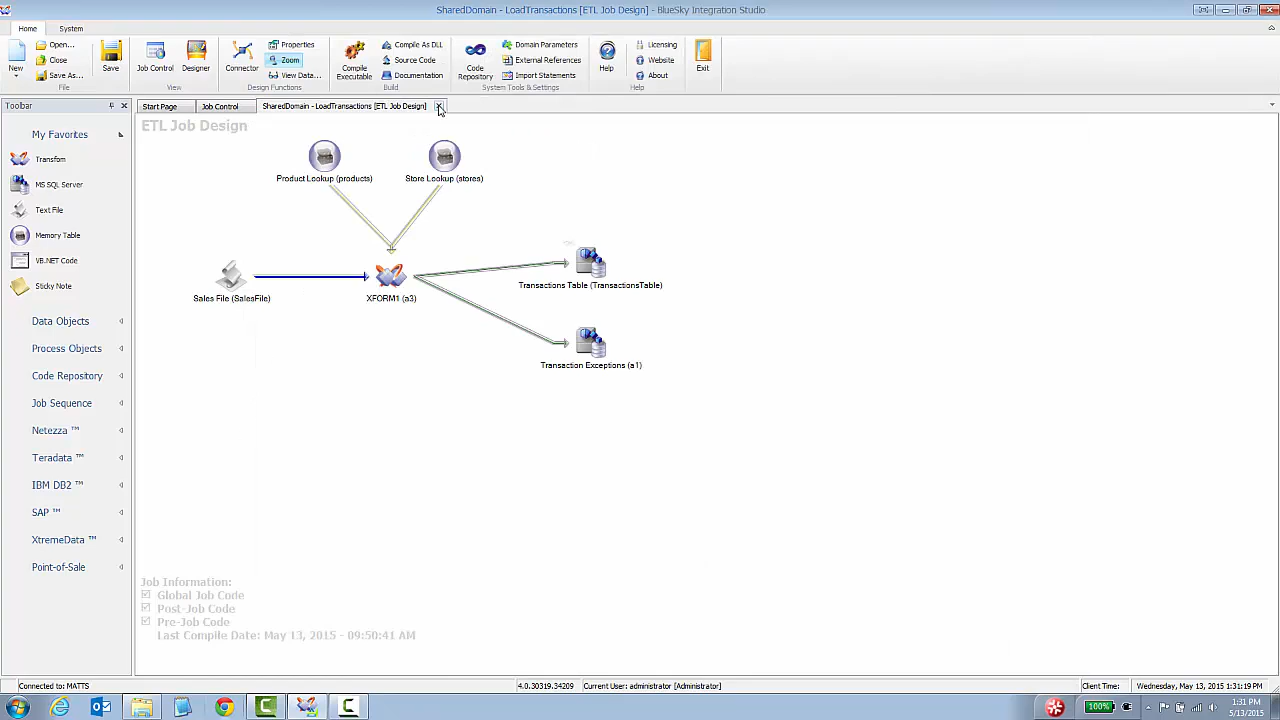 SharedDomain - LoadTransactions [ETL Job Design] - BlueSky Integration Studio
Home System
New
Open...
Close
Save As...
Save
File
Job Control
Designer
View
Connector
Properties
Zoom
View Data...
Design Functions
Compile Executable
Compile As DLL
Source Code
Documentation
Build
Code Repository
Domain Parameters
External References
Import Statements
System Tools & Settings
Help
Licensing
Website
About
Help
Exit
Toolbar
Start Page Job Control SharedDomain - LoadTransactions [ETL Job Design]
My Favorites
Transfom
MS SQL Server
Text File
Memory Table
VB.NET Code
Sticky Note
Data Objects
Process Objects
Code Repository
Job Sequence
Netezza ™
Teradata ™
IBM DB2 ™
SAP ™
XtremeData ™
Point-of-Sale
ETL Job Design
Product Lookup (products)
Store Lookup (stores)
Sales File (SalesFile)
XFORM1 (a3)
Transactions Table (TransactionsTable)
Transaction Exceptions (a1)
Job Information:
Global Job Code
Post-Job Code
Pre-Job Code
Last Compile Date: May 13, 2015 - 09:50:41 AM
Connected to: MATTS
4.0.30319.34209
Current User: administrator [Administrator]
Client Time:
Wednesday, May 13, 2015 1:31:19 PM
100%
1:31 PM
5/13/2015